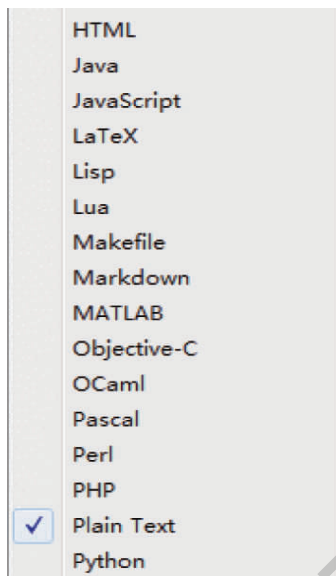 HTML
Java
JavaScript
LaTeX
Lisp
Lua
Makefile
Markdown
MATLAB
Objective-C
OCaml
Pascal
Perl
PHP
Plain Text
Python